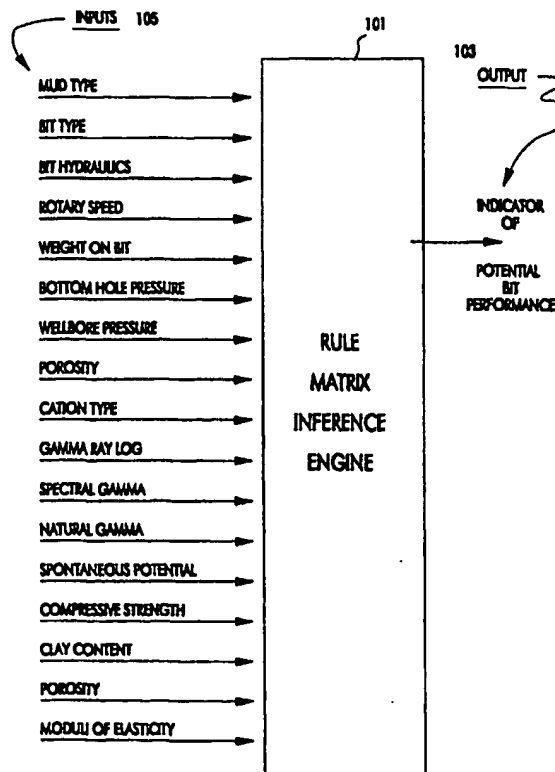 INPUTS 105
101
103
OUTPUT
MUD TYPE
BIT TYPE
BIT HYDRAULICS
ROTARY SPEED
WEIGHT ON BIT
BOTTOM HOLE PRESSURE
WELLBORE PRESSURE
POROSITY
CATION TYPE
GAMMA RAY LOG
SPECTRAL GAMMA
NATURAL GAMMA
SPONTANEOUS POTENTIAL
COMPRESSIVE STRENGTH
CLAY CONTENT
POROSITY
MODULI OF ELASTICITY
RULE
MATRIX
INFERENCE
ENGINE
INDICATOR
OF
POTENTIAL
BIT
PERFORMANCE